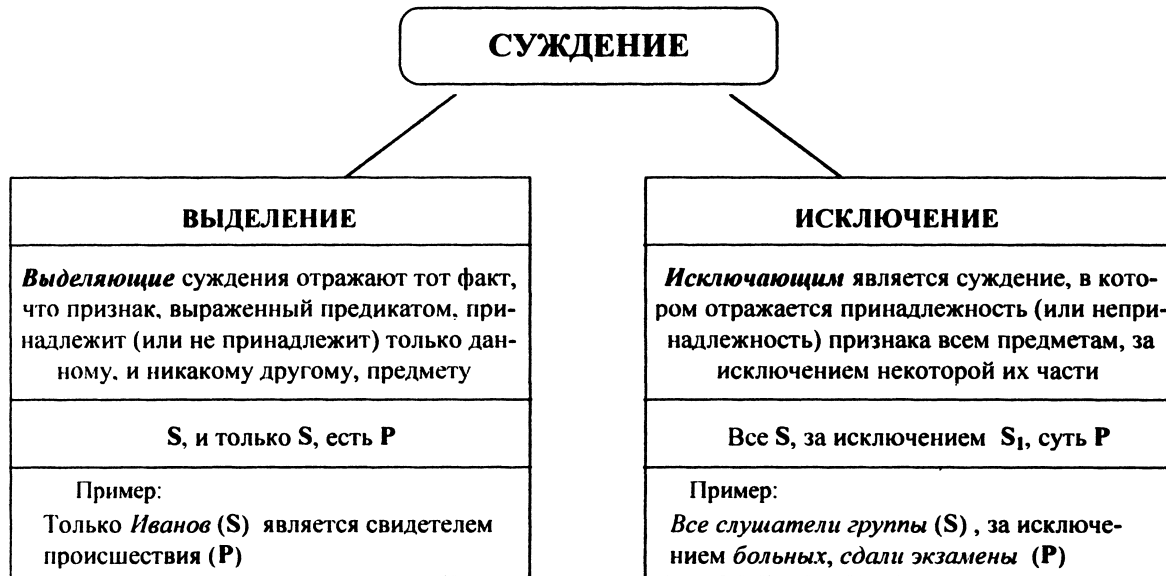 СУЖДЕНИЕ
ВЫДЕЛЕНИЕ
Выделяющие суждения отражают тот факт,
что признак, выраженный предикатом, при-
надлежит (или не принадлежит) только дан-
ному, и никакому другому, предмету
S, и только S, есть P
Пример:
Только Иванов (S) является свидетелем
происшествия (P)
ИСКЛЮЧЕНИЕ
Исключающим является суждение, в кото-
ром отражается принадлежность (или непри-
надлежность) признака всем предметам, за
исключением некоторой их части
Все S, за исключением S₁, суть P
Пример:
Все слушатели группы (S) , за исключе-
нием больных, сдали экзамены (P)